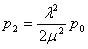 p₂ = λ² / 2μ² p₀